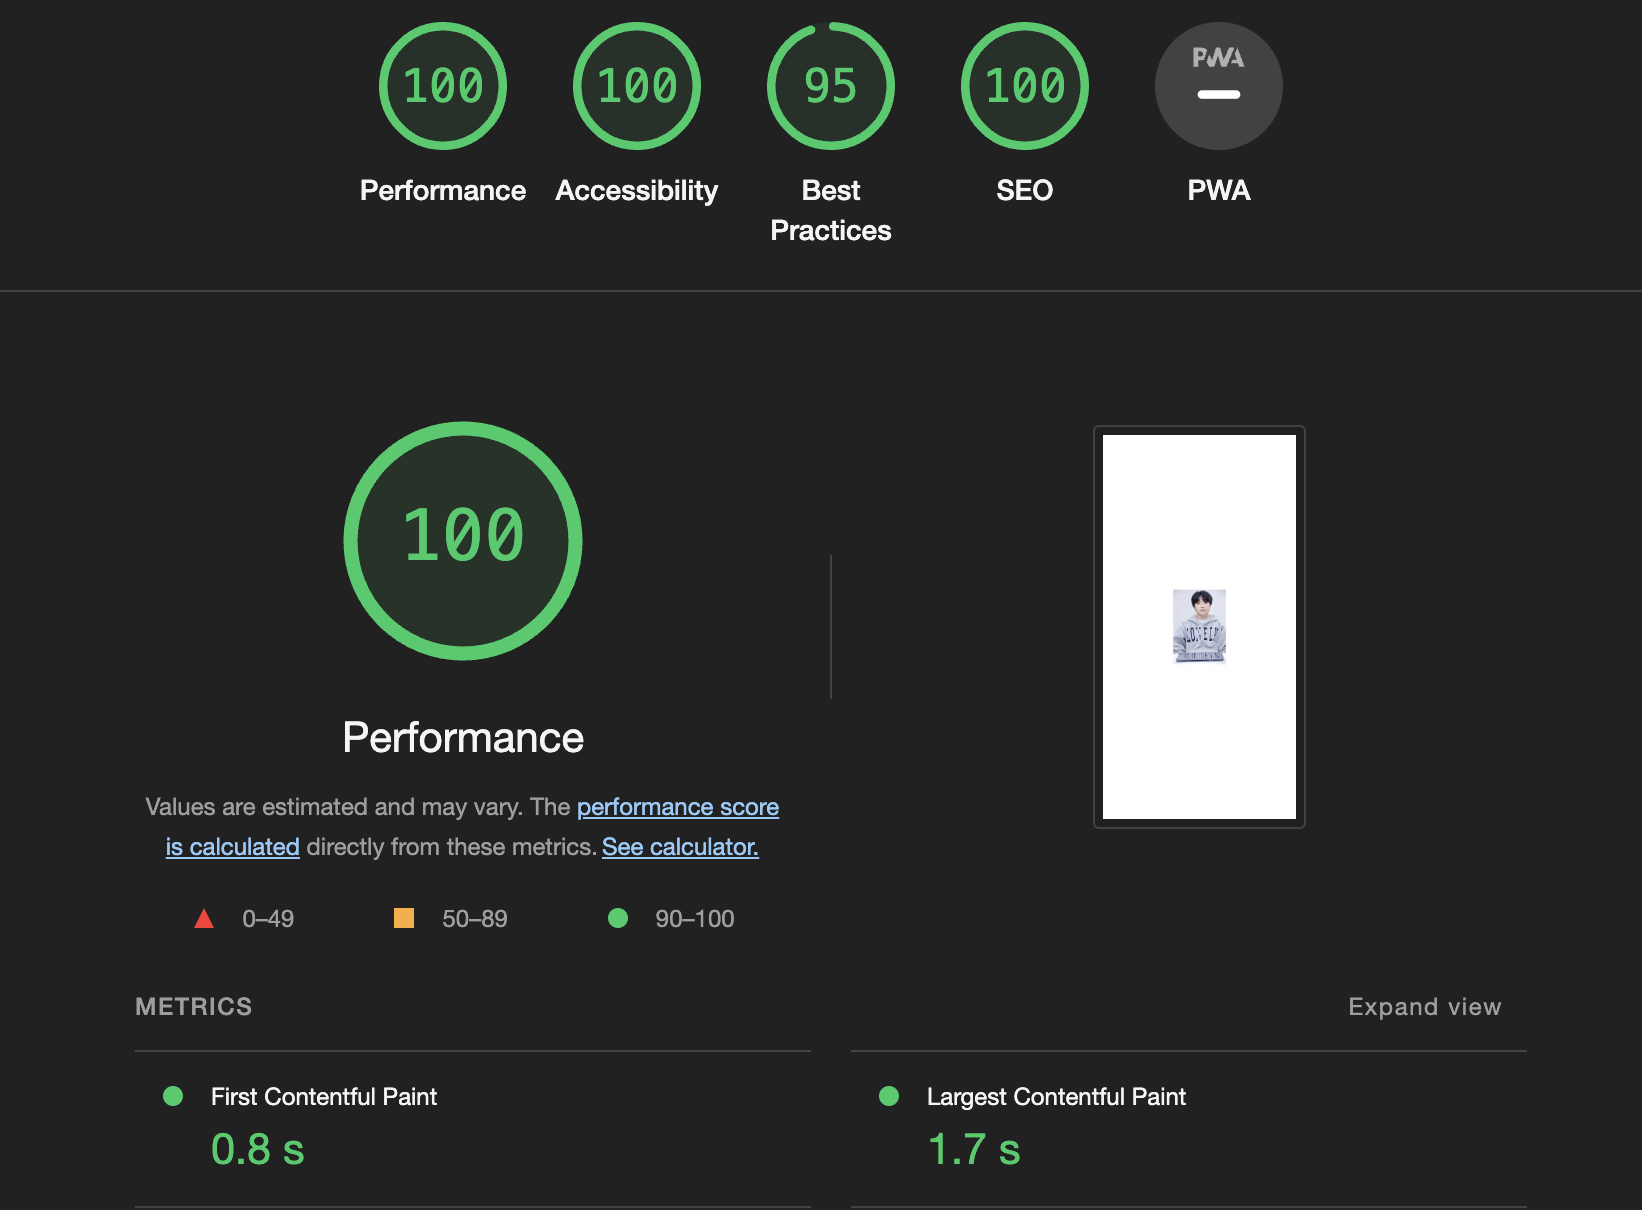 100
100
95
100
PWA
Performance
Accessibility
Best
Practices
SEO
PWA
100
Performance
Values are estimated and may vary. The performance score
is calculated directly from these metrics. See calculator.
0–49
50–89
90–100
METRICS
Expand view
First Contentful Paint
0.8 s
Largest Contentful Paint
1.7 s